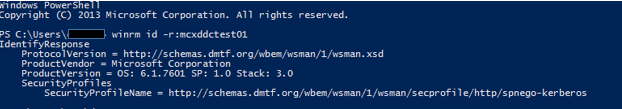 Windows PowerShell
Copyright (C) 2013 Microsoft Corporation. All rights reserved.
PS C:\Users\ winrm id -r:mcxddctest01
IdentifyResponse
ProtocolVersion = http://schemas.dmtf.org/wbem/wsman/1/wsman.xsd
ProductVendor = Microsoft Corporation
ProductVersion = OS: 6.1.7601 SP: 1.0 Stack: 3.0
SecurityProfiles
SecurityProfileName = http://schemas.dmtf.org/wbem/wsman/1/wsman/secprofile/http/spnego-kerberos